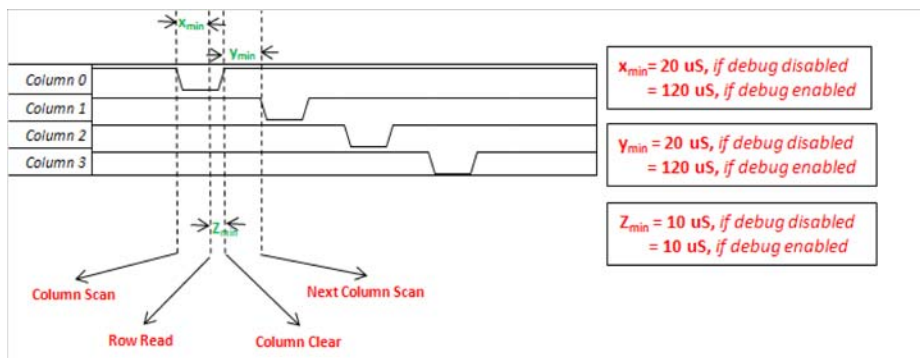 xmin
ymin
Column 0
Column 1
Column 2
Column 3
Zmin
Column Scan
Next Column Scan
Row Read
Column Clear
xmin= 20 uS, if debug disabled
= 120 uS, if debug enabled
ymin = 20 uS, if debug disabled
= 120 uS, if debug enabled
Zmin = 10 uS, if debug disabled
= 10 uS, if debug enabled